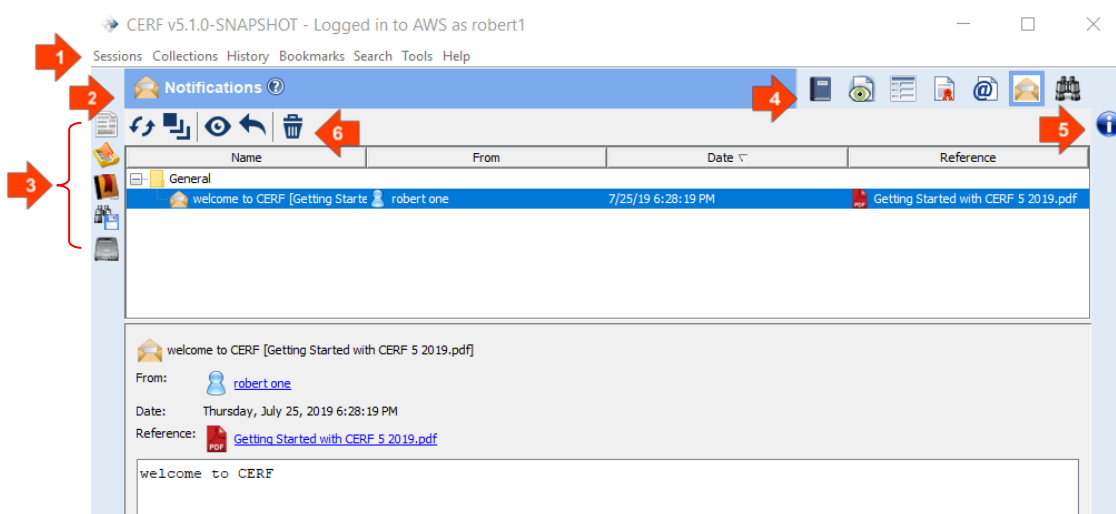 CERF v5.1.0-SNAPSHOT - Logged in to AWS as robert1
1
Sessions Collections History Bookmarks Search Tools Help
2
Notifications ?
4
@
3
6
5
i
Name From Date Reference
General
welcome to CERF [Getting Starte robert one 7/25/19 6:28:19 PM PDF Getting Started with CERF 5 2019.pdf
welcome to CERF [Getting Started with CERF 5 2019.pdf]
From: robert one
Date: Thursday, July 25, 2019 6:28:19 PM
Reference: PDF Getting Started with CERF 5 2019.pdf
welcome to CERF